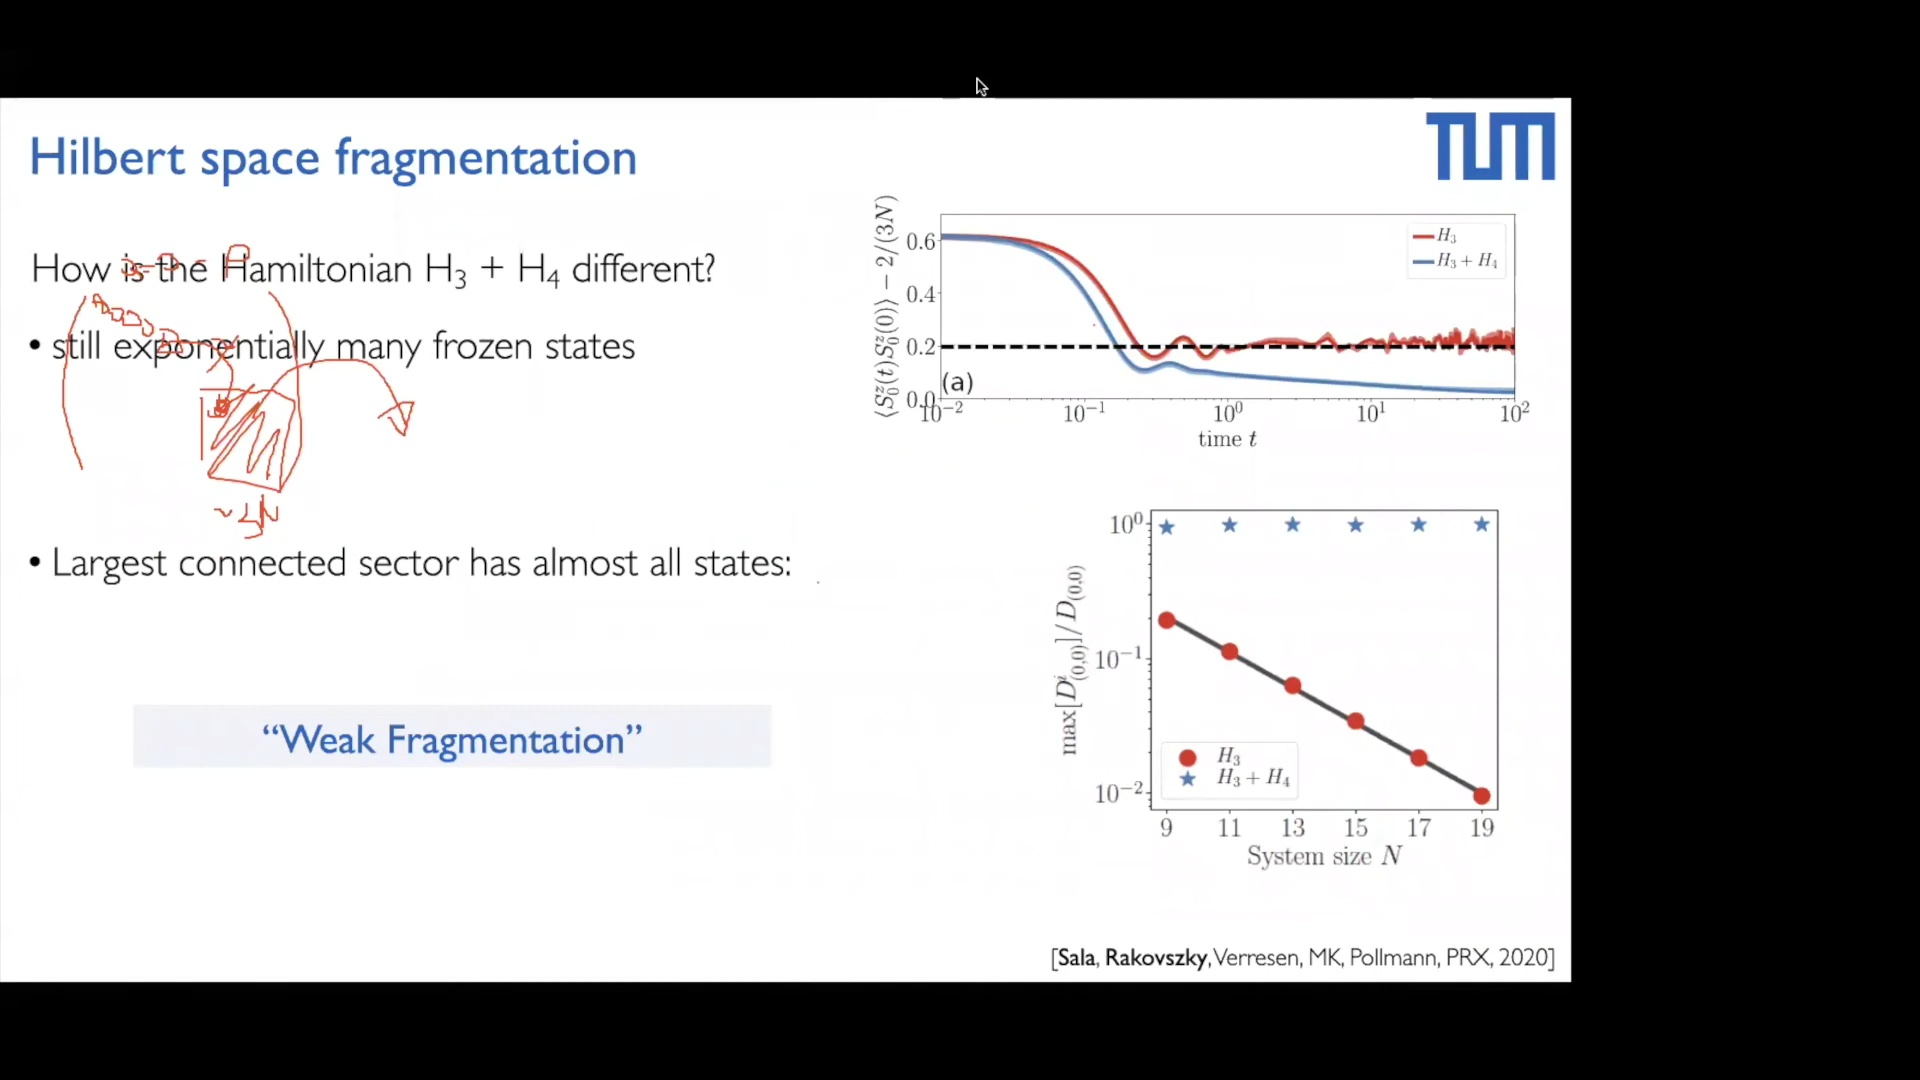 Hilbert space fragmentation
TUM
How is the Hamiltonian H₃ + H₄ different?
• still exponentially many frozen states
• Largest connected sector has almost all states:
“Weak Fragmentation”
⟨S₀ᶻ(t)S₀ᶻ(0)⟩ − 2/(3N)
0.6
0.4
0.2
0.0
H₃
H₃ + H₄
(a)
10⁻² 10⁻¹ 10⁰ 10¹ 10²
time t
max[Dⁱ₍₀,₀₎]/D₍₀,₀₎
10⁰
10⁻¹
10⁻²
H₃
H₃ + H₄
9 11 13 15 17 19
System size N
[Sala, Rakovszky, Verresen, MK, Pollmann, PRX, 2020]